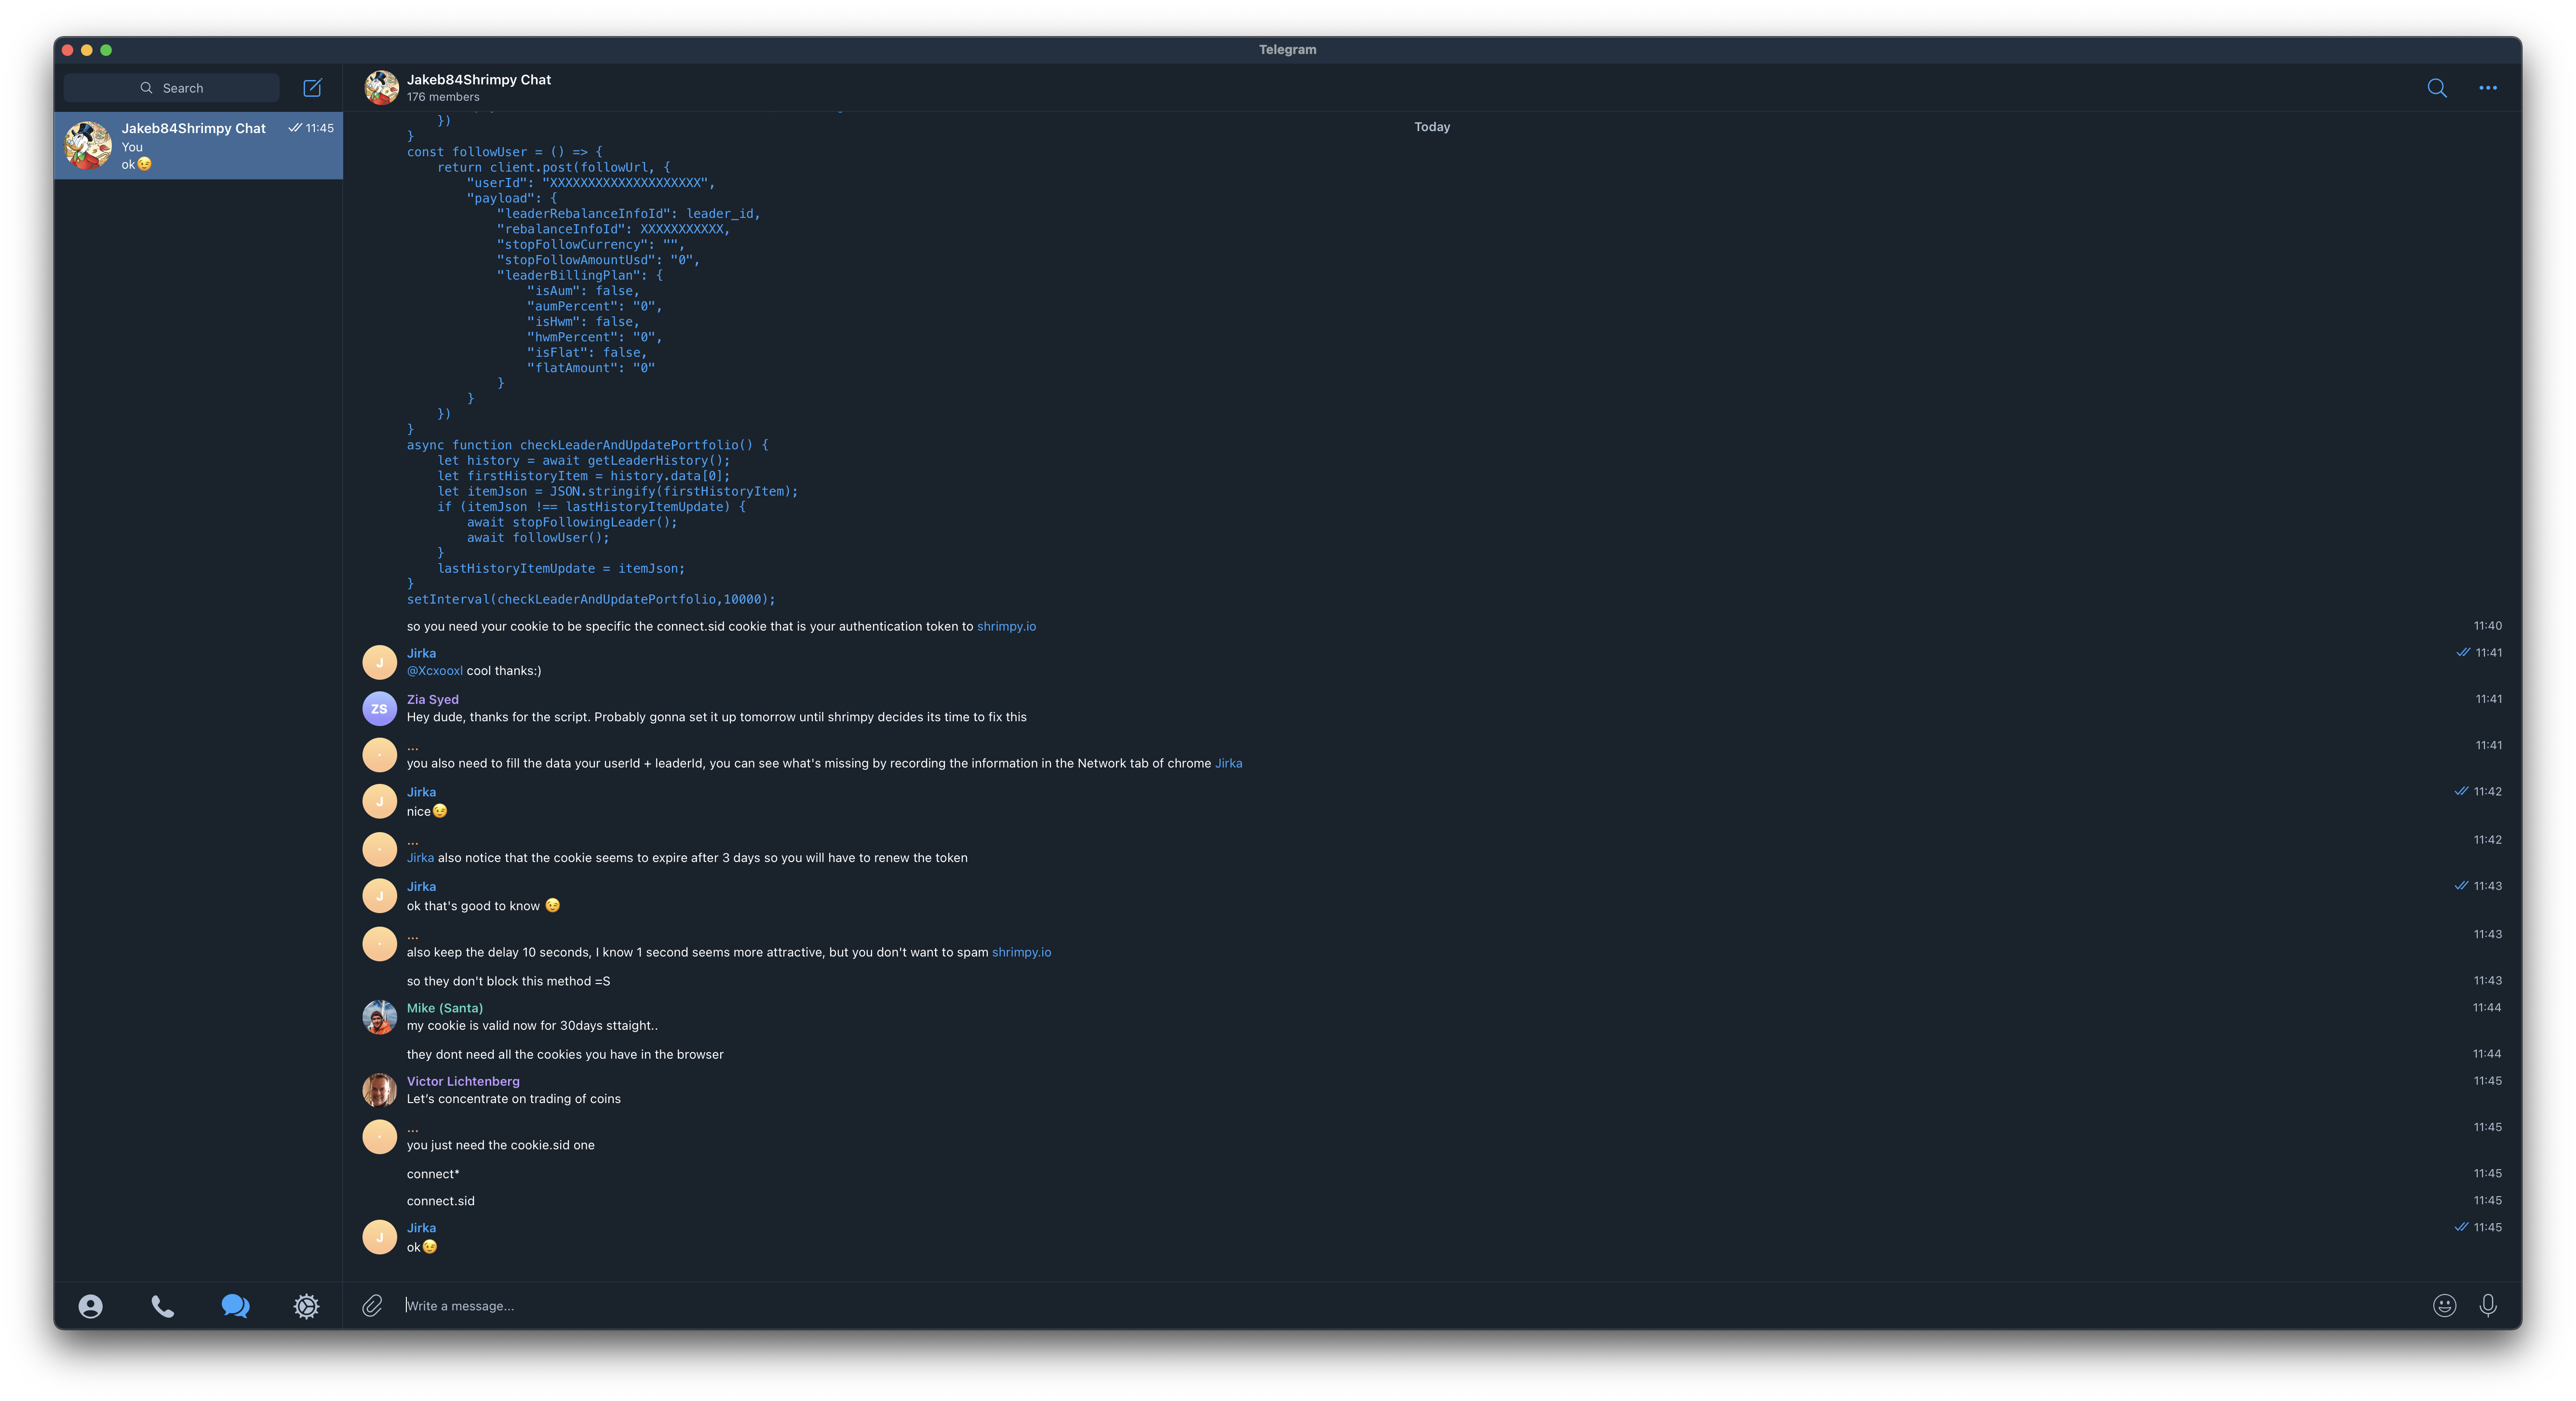 Telegram
Search
Jakeb84Shrimpy Chat
11:45
You
ok😉
Jakeb84Shrimpy Chat
176 members
Today
})
}
const followUser = () => {
return client.post(followUrl, {
"userId": "XXXXXXXXXXXXXXXXXXXX",
"payload": {
"leaderRebalanceInfoId": leader_id,
"rebalanceInfoId": XXXXXXXXXXX,
"stopFollowCurrency": "",
"stopFollowAmountUsd": "0",
"leaderBillingPlan": {
"isAum": false,
"aumPercent": "0",
"isHwm": false,
"hwmPercent": "0",
"isFlat": false,
"flatAmount": "0"
}
}
})
}
async function checkLeaderAndUpdatePortfolio() {
let history = await getLeaderHistory();
let firstHistoryItem = history.data[0];
let itemJson = JSON.stringify(firstHistoryItem);
if (itemJson !== lastHistoryItemUpdate) {
await stopFollowingLeader();
await followUser();
}
lastHistoryItemUpdate = itemJson;
}
setInterval(checkLeaderAndUpdatePortfolio,10000);
so you need your cookie to be specific the connect.sid cookie that is your authentication token to shrimpy.io
11:40
J
Jirka
11:41
@Xcxooxl cool thanks:)
ZS
Zia Syed
11:41
Hey dude, thanks for the script. Probably gonna set it up tomorrow until shrimpy decides its time to fix this
...
11:41
you also need to fill the data your userId + leaderId, you can see what's missing by recording the information in the Network tab of chrome Jirka
J
Jirka
11:42
nice😉
...
11:42
Jirka also notice that the cookie seems to expire after 3 days so you will have to renew the token
J
Jirka
11:43
ok that's good to know 😉
...
11:43
also keep the delay 10 seconds, I know 1 second seems more attractive, but you don't want to spam shrimpy.io
so they don't block this method =S
11:43
Mike (Santa)
11:44
my cookie is valid now for 30days sttaight..
they dont need all the cookies you have in the browser
11:44
Victor Lichtenberg
11:45
Let's concentrate on trading of coins
...
11:45
you just need the cookie.sid one
connect*
11:45
connect.sid
11:45
J
Jirka
11:45
ok😉
Write a message...